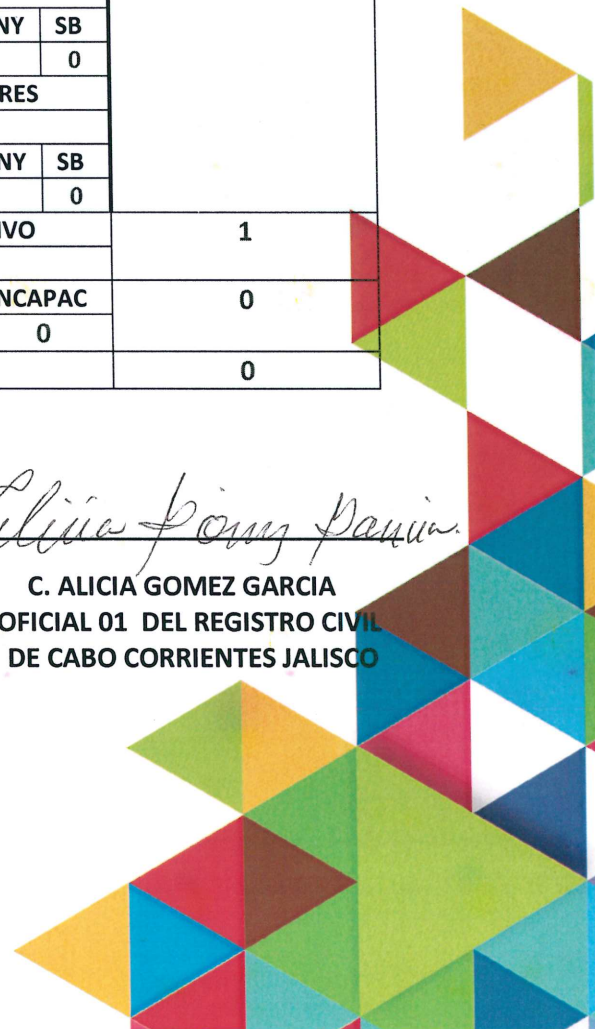 NY SB
0
RES
NY SB
0
IVO 1
NCAPAC 0
0
0
C. ALICIA GOMEZ GARCIA
OFICIAL 01 DEL REGISTRO CIVIL
DE CABO CORRIENTES JALISCO